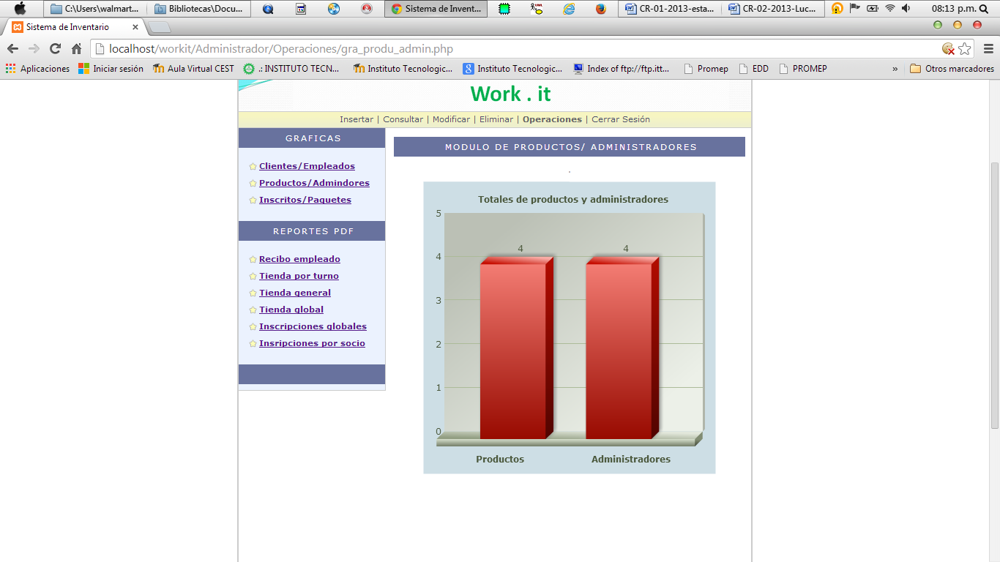 C:\Users\walmart... Bibliotecas\Docu... Sistema de Invent... UML CR-01-2013-esta... CR-02-2013-Luc... 08:13 p.m.
Sistema de Inventario
localhost/workit/Administrador/Operaciones/gra_produ_admin.php
Aplicaciones Iniciar sesión Aula Virtual CEST .: INSTITUTO TECN... Instituto Tecnologic... Instituto Tecnologic... Index of ftp://ftp.itt... Promep EDD PROMEP » Otros marcadores
Work . it
Insertar | Consultar | Modificar | Eliminar | Operaciones | Cerrar Sesión
GRAFICAS
Clientes/Empleados
Productos/Admindores
Inscritos/Paquetes
REPORTES PDF
Recibo empleado
Tienda por turno
Tienda general
Tienda global
Inscripciones globales
Insripciones por socio
MODULO DE PRODUCTOS/ ADMINISTRADORES
.
Totales de productos y administradores
5
4 4
4
3
2
1
0
Productos Administradores